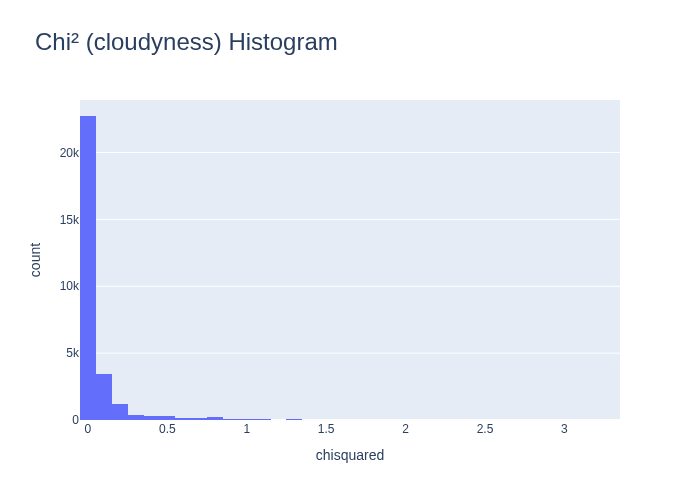 Chi² (cloudyness) Histogram
20k
15k
10k
5k
0
count
0 0.5 1 1.5 2 2.5 3
chisquared